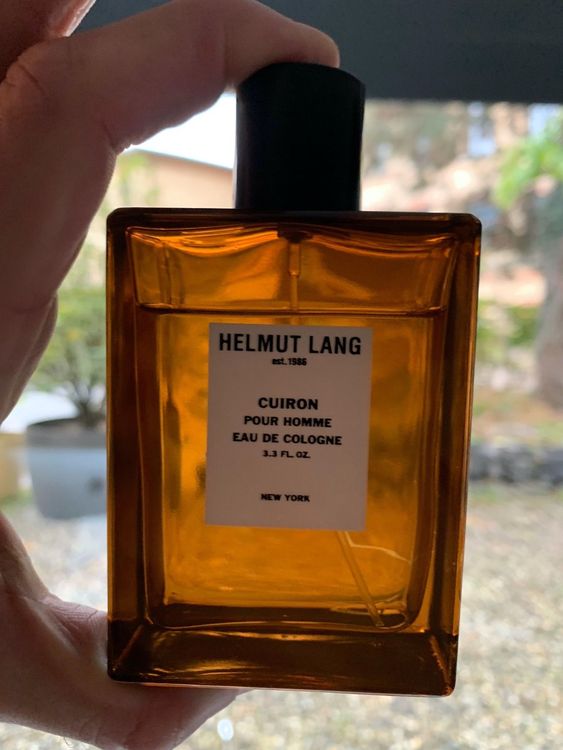 HELMUT LANG
est. 1986
CUIRON
POUR HOMME
EAU DE COLOGNE
3.3 FL. OZ.
NEW YORK